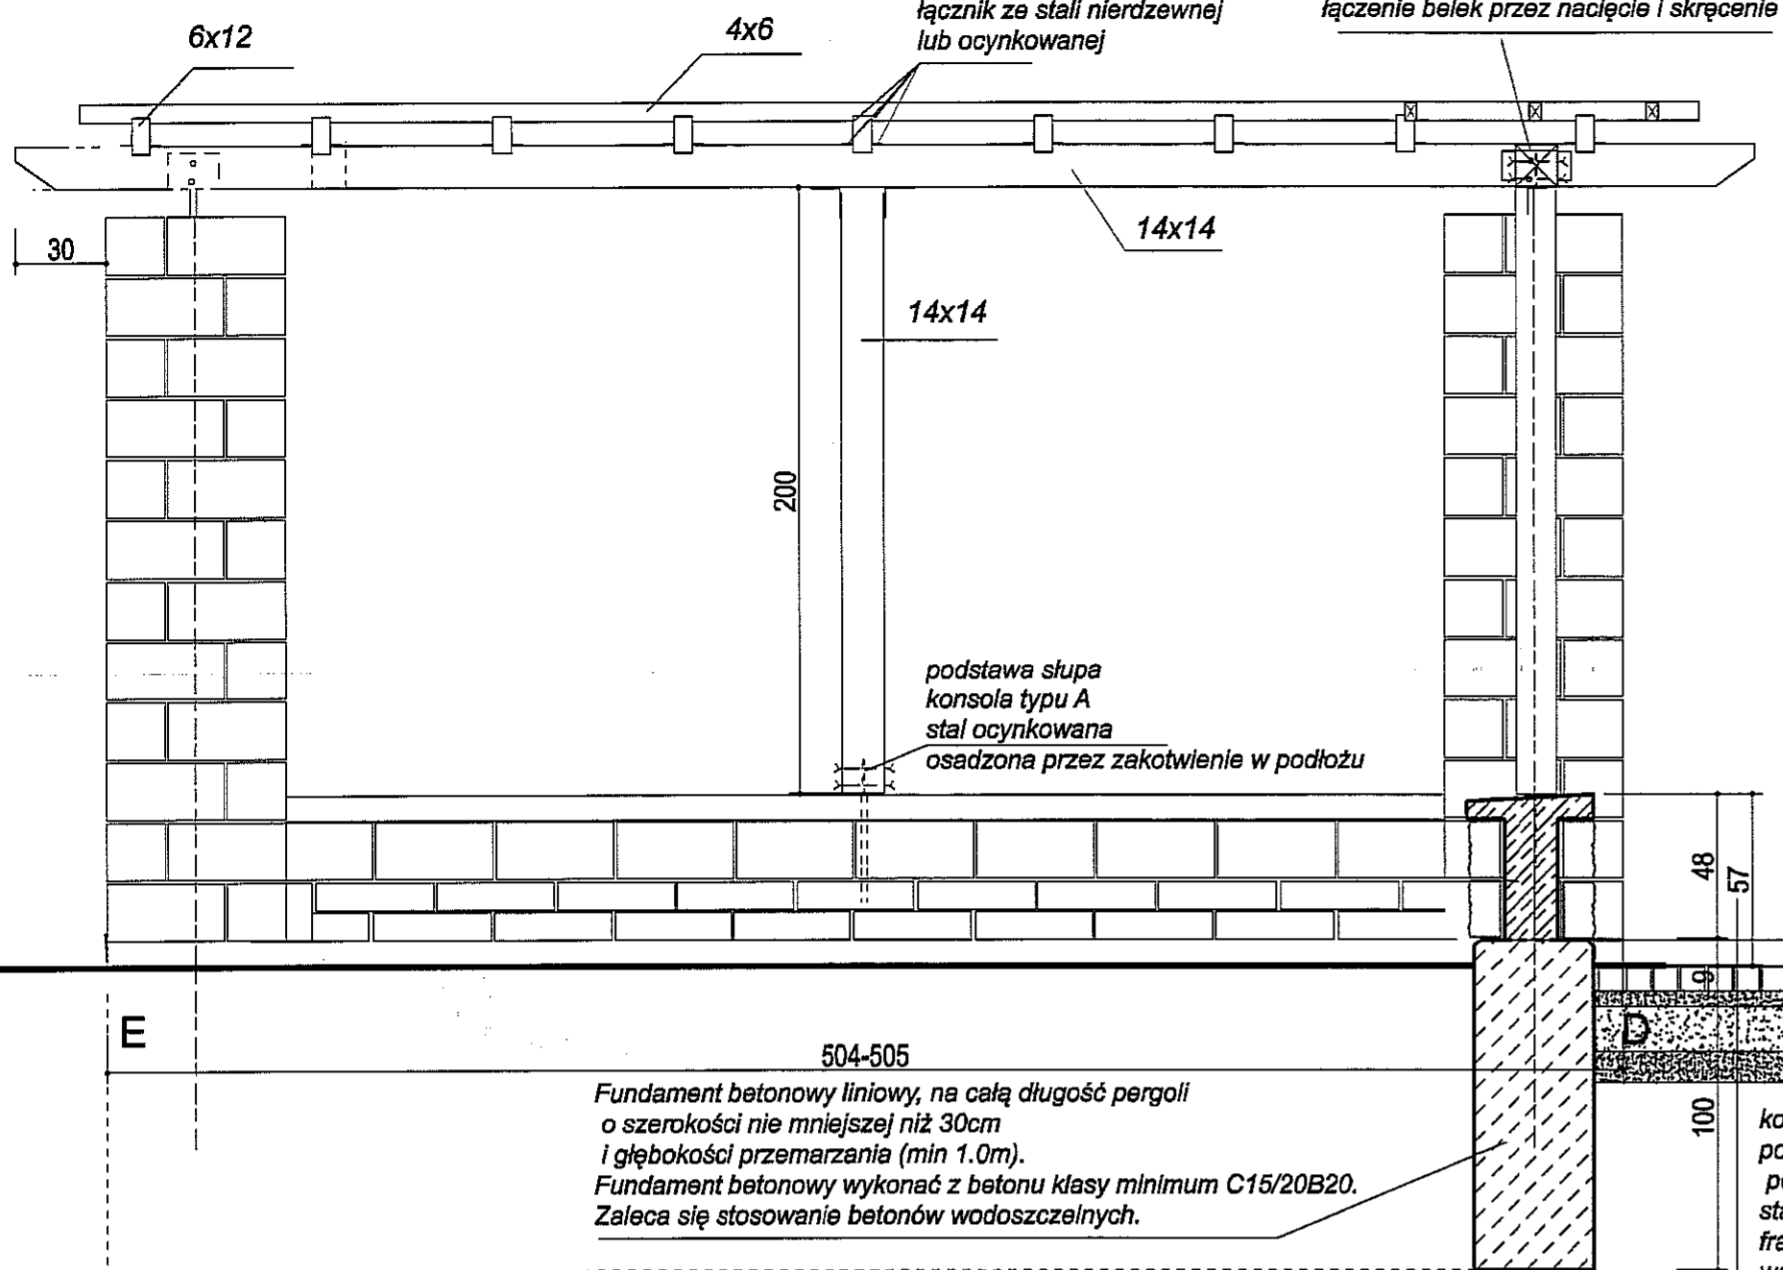 łącznik ze stali nierdzewnej
lub ocynkowanej
łączenie belek przez nacięcie i skręcenie
6x12
4x6
30
14x14
14x14
200
podstawa słupa
konsola typu A
stal ocynkowana
osadzona przez zakotwienie w podłożu
48
57
9
E
D
504-505
100
Fundament betonowy liniowy, na całą długość pergoli
o szerokości nie mniejszej niż 30cm
i głębokości przemarzania (min 1.0m).
Fundament betonowy wykonać z betonu klasy minimum C15/20B20.
Zaleca się stosowanie betonów wodoszczelnych.